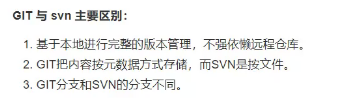 GIT 与 svn 主要区别：
1. 基于本地进行完整的版本管理，不强依赖远程仓库。
2. GIT把内容按元数据方式存储，而SVN是按文件。
3. GIT分支和SVN的分支不同。